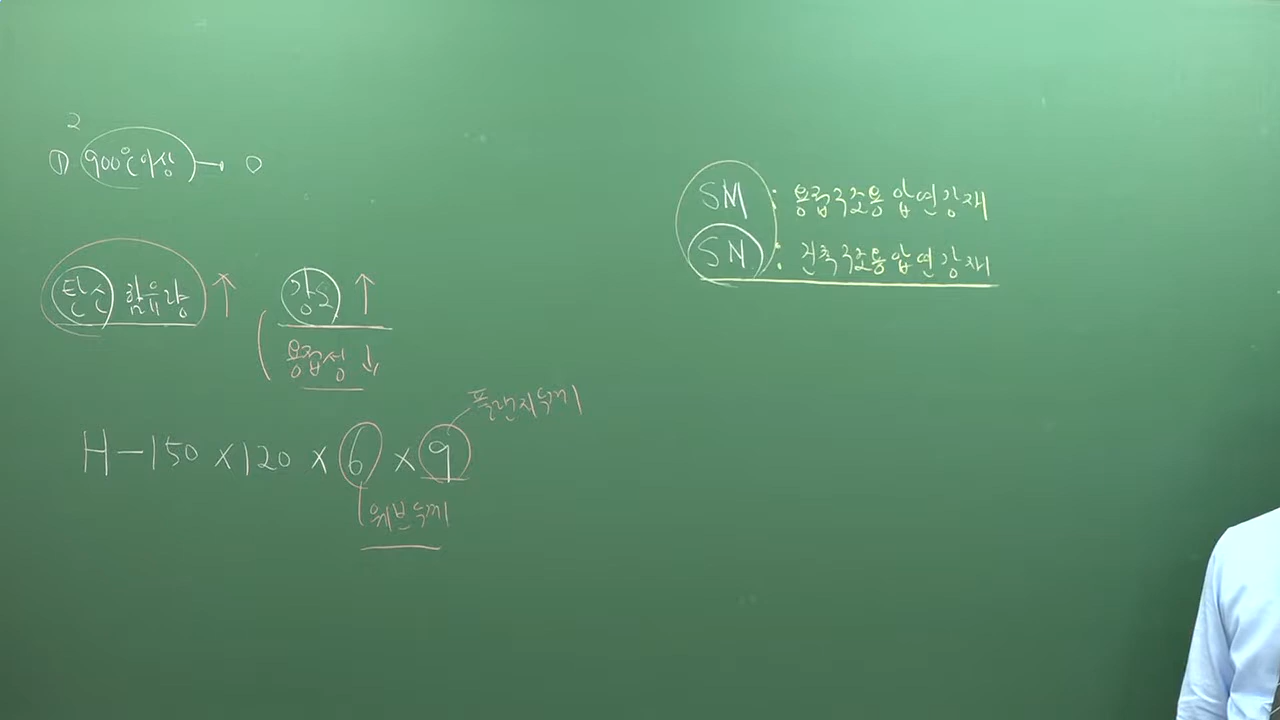 2
① 900℃이상 → 0
탄소 함유량 ↑ 강도 ↑
용접성 ↓
플랜지두께
H-150×120×6×9
웨브두께
SM : 용접구조용압연강재
SN : 건축구조용압연강재